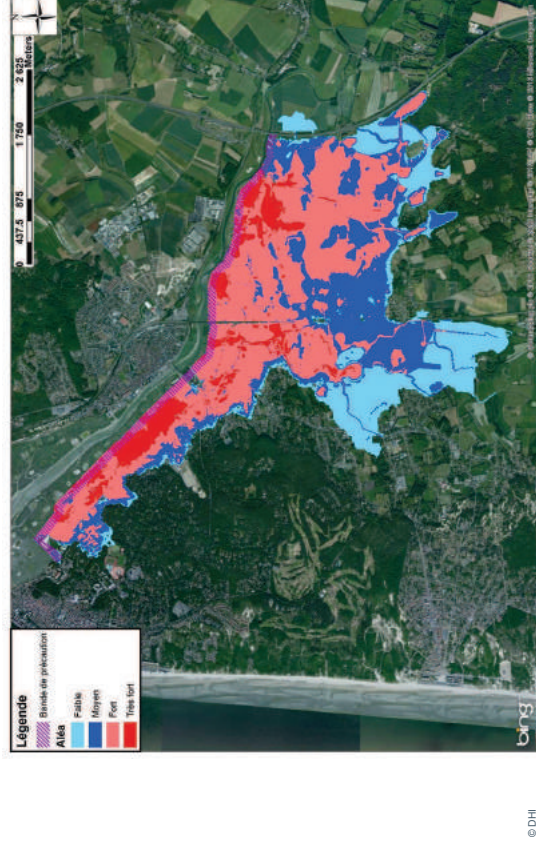 0 437.5 875 1 750 2 625
Meters
Légende
Bande de précaution
Aléa
Faible
Moyen
Fort
Très fort
bing
© DHI